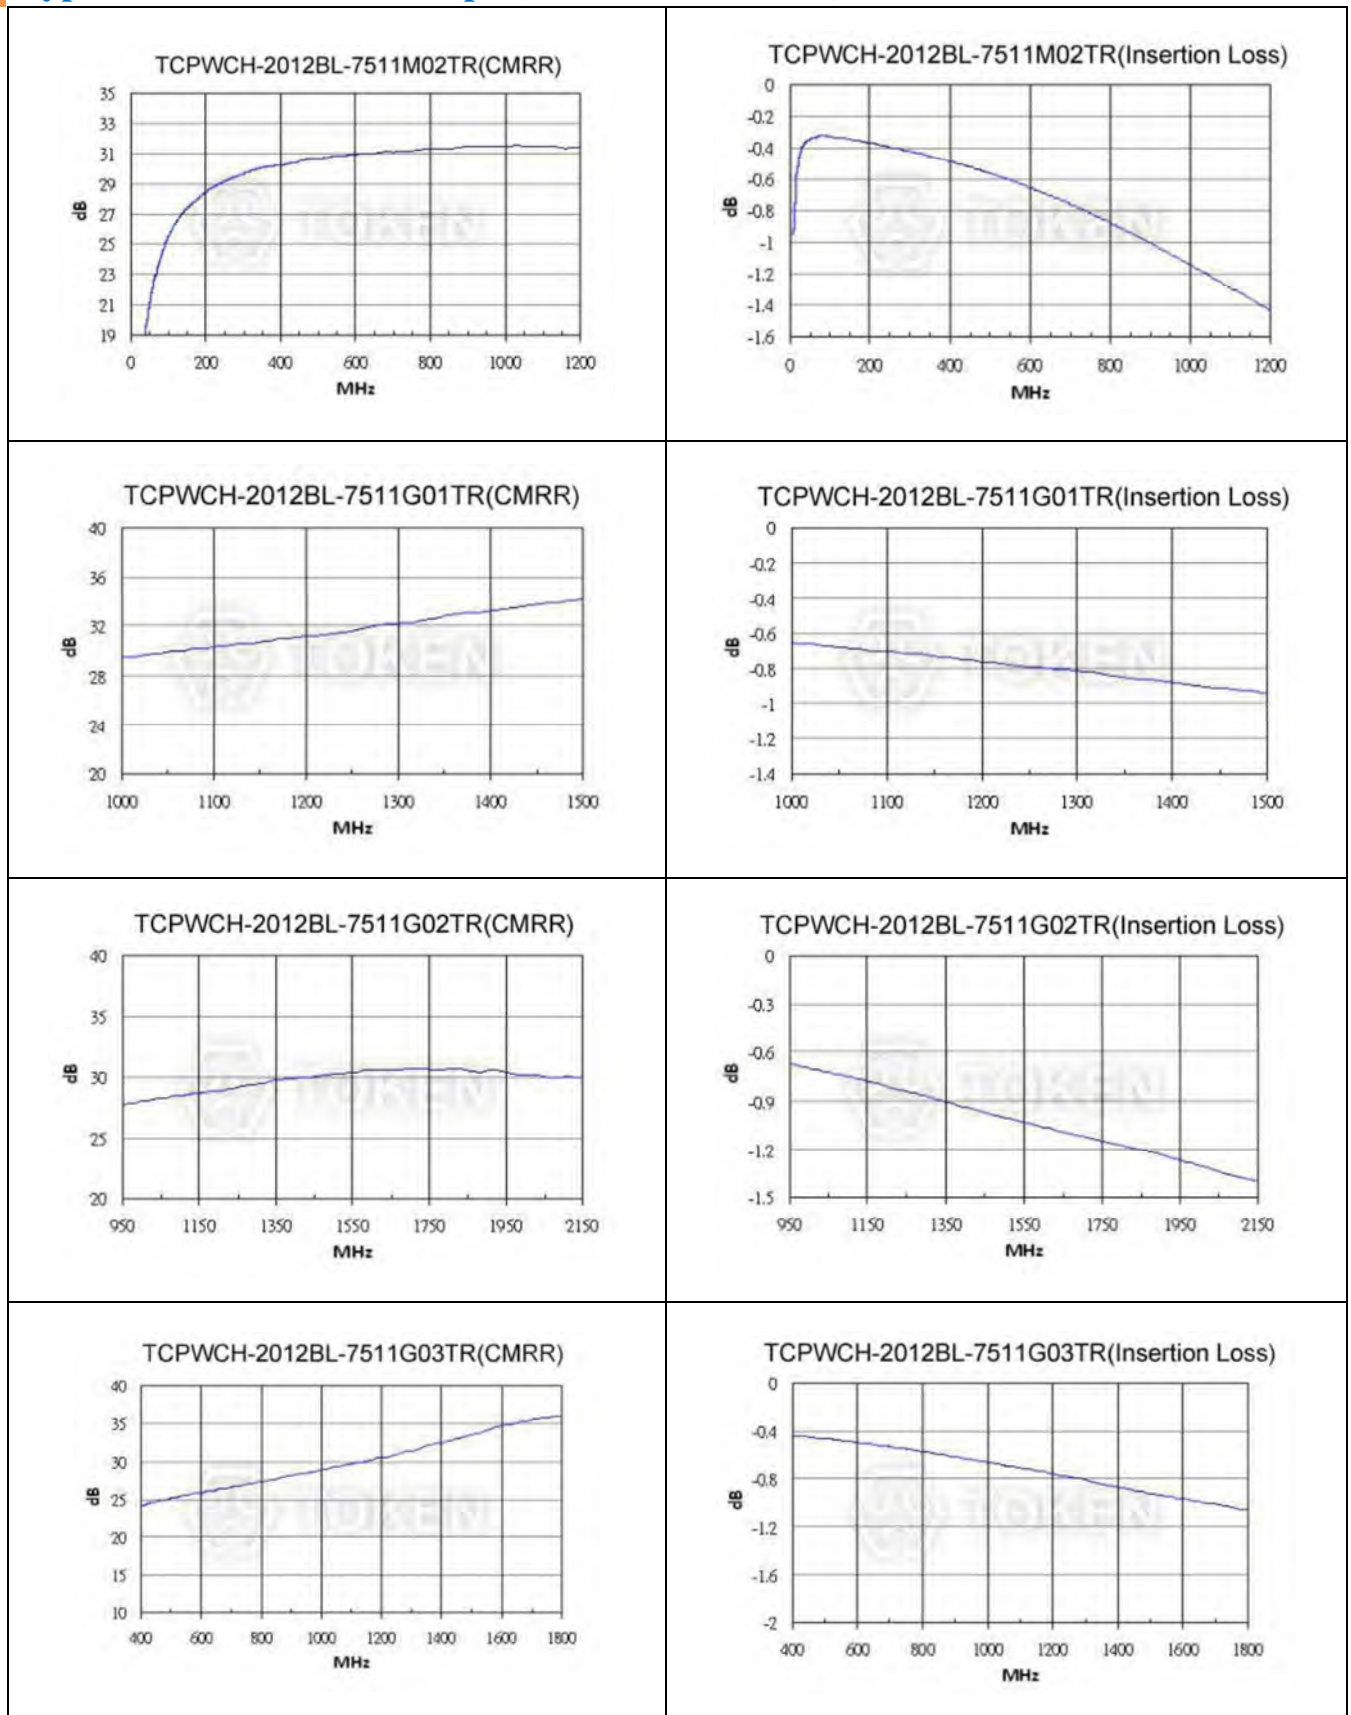 TCPWCH-2012BL-7511M02TR(CMRR)
35
33
31
29
27
25
23
21
19
dB
0 200 400 600 800 1000 1200
MHz
TOKEN
TCPWCH-2012BL-7511M02TR(Insertion Loss)
0
-0.2
-0.4
-0.6
-0.8
-1
-1.2
-1.4
-1.6
dB
0 200 400 600 800 1000 1200
MHz
TOKEN
TCPWCH-2012BL-7511G01TR(CMRR)
40
36
32
28
24
20
dB
1000 1100 1200 1300 1400 1500
MHz
TOKEN
TCPWCH-2012BL-7511G01TR(Insertion Loss)
0
-0.2
-0.4
-0.6
-0.8
-1
-1.2
-1.4
dB
1000 1100 1200 1300 1400 1500
MHz
TOKEN
TCPWCH-2012BL-7511G02TR(CMRR)
40
35
30
25
20
dB
950 1150 1350 1550 1750 1950 2150
MHz
TOKEN
TCPWCH-2012BL-7511G02TR(Insertion Loss)
0
-0.3
-0.6
-0.9
-1.2
-1.5
dB
950 1150 1350 1550 1750 1950 2150
MHz
TOKEN
TCPWCH-2012BL-7511G03TR(CMRR)
40
35
30
25
20
15
10
dB
400 600 800 1000 1200 1400 1600 1800
MHz
TOKEN
TCPWCH-2012BL-7511G03TR(Insertion Loss)
0
-0.4
-0.8
-1.2
-1.6
-2
dB
400 600 800 1000 1200 1400 1600 1800
MHz
TOKEN